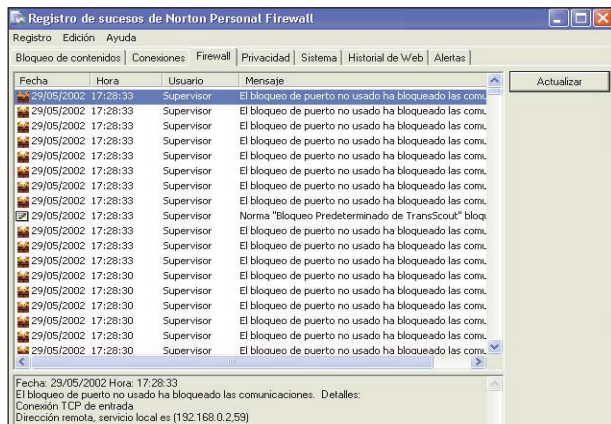 Registro de sucesos de Norton Personal Firewall
Registro Edición Ayuda
Bloqueo de contenidos Conexiones Firewall Privacidad Sistema Historial de Web Alertas
Fecha Hora Usuario Mensaje
Actualizar
29/05/2002 17:28:33 Supervisor El bloqueo de puerto no usado ha bloqueado las comu
29/05/2002 17:28:33 Supervisor El bloqueo de puerto no usado ha bloqueado las comu
29/05/2002 17:28:33 Supervisor El bloqueo de puerto no usado ha bloqueado las comu
29/05/2002 17:28:33 Supervisor El bloqueo de puerto no usado ha bloqueado las comu
29/05/2002 17:28:33 Supervisor El bloqueo de puerto no usado ha bloqueado las comu
29/05/2002 17:28:33 Supervisor El bloqueo de puerto no usado ha bloqueado las comu
29/05/2002 17:28:33 Supervisor El bloqueo de puerto no usado ha bloqueado las comu
29/05/2002 17:28:33 Supervisor El bloqueo de puerto no usado ha bloqueado las comu
29/05/2002 17:28:33 Supervisor Norma "Bloqueo Predeterminado de TransScout" bloqu
29/05/2002 17:28:33 Supervisor El bloqueo de puerto no usado ha bloqueado las comu
29/05/2002 17:28:33 Supervisor El bloqueo de puerto no usado ha bloqueado las comu
29/05/2002 17:28:33 Supervisor El bloqueo de puerto no usado ha bloqueado las comu
29/05/2002 17:28:30 Supervisor El bloqueo de puerto no usado ha bloqueado las comu
29/05/2002 17:28:30 Supervisor El bloqueo de puerto no usado ha bloqueado las comu
29/05/2002 17:28:30 Supervisor El bloqueo de puerto no usado ha bloqueado las comu
29/05/2002 17:28:30 Supervisor El bloqueo de puerto no usado ha bloqueado las comu
29/05/2002 17:28:30 Supervisor El bloqueo de puerto no usado ha bloqueado las comu
29/05/2002 17:28:30 Supervisor El bloqueo de puerto no usado ha bloqueado las comu
Fecha: 29/05/2002 Hora: 17:28:33
El bloqueo de puerto no usado ha bloqueado las comunicaciones. Detalles:
Conexión TCP de entrada
Dirección remota, servicio local es (192.168.0.2,59)